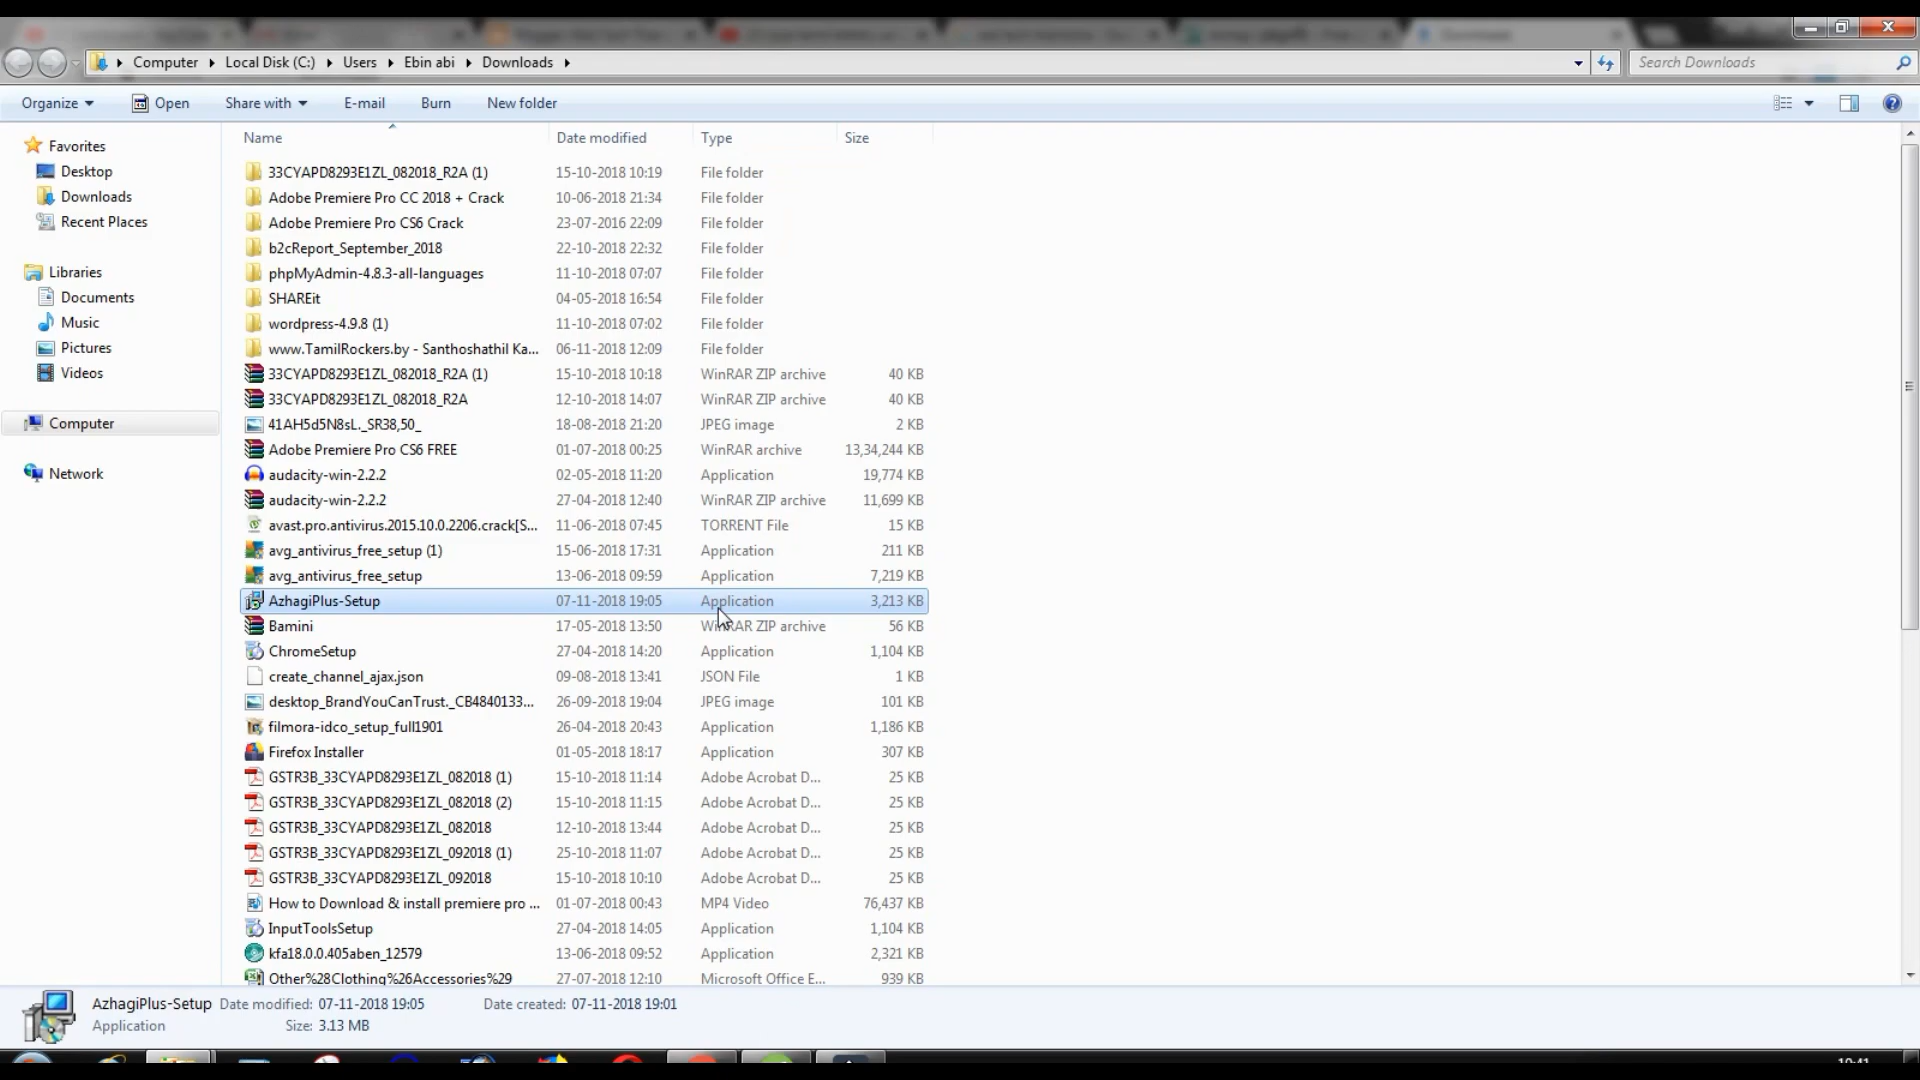 Computer Local Disk (C:) Users Ebin abi Downloads
Search Downloads
Organize Open Share with E-mail Burn New folder
Name Date modified Type Size
Favorites
Desktop
Downloads
Recent Places
Libraries
Documents
Music
Pictures
Videos
Computer
Network
33CYAPD8293E1ZL_082018_R2A (1) 15-10-2018 10:19 File folder
Adobe Premiere Pro CC 2018 + Crack 10-06-2018 21:34 File folder
Adobe Premiere Pro CS6 Crack 23-07-2016 22:09 File folder
b2cReport_September_2018 22-10-2018 22:32 File folder
phpMyAdmin-4.8.3-all-languages 11-10-2018 07:07 File folder
SHAREit 04-05-2018 16:54 File folder
wordpress-4.9.8 (1) 11-10-2018 07:02 File folder
www.TamilRockers.by - Santhoshathil Ka... 06-11-2018 12:09 File folder
33CYAPD8293E1ZL_082018_R2A (1) 15-10-2018 10:18 WinRAR ZIP archive 40 KB
33CYAPD8293E1ZL_082018_R2A 12-10-2018 14:07 WinRAR ZIP archive 40 KB
41AH5d5N8sL._SR38,50_ 18-08-2018 21:20 JPEG image 2 KB
Adobe Premiere Pro CS6 FREE 01-07-2018 00:25 WinRAR archive 13,34,244 KB
audacity-win-2.2.2 02-05-2018 11:20 Application 19,774 KB
audacity-win-2.2.2 27-04-2018 12:40 WinRAR ZIP archive 11,699 KB
avast.pro.antivirus.2015.10.0.2206.crack[S... 11-06-2018 07:45 TORRENT File 15 KB
avg_antivirus_free_setup (1) 15-06-2018 17:31 Application 211 KB
avg_antivirus_free_setup 13-06-2018 09:59 Application 7,219 KB
AzhagiPlus-Setup 07-11-2018 19:05 Application 3,213 KB
Bamini 17-05-2018 13:50 WinRAR ZIP archive 56 KB
ChromeSetup 27-04-2018 14:20 Application 1,104 KB
create_channel_ajax.json 09-08-2018 13:41 JSON File 1 KB
desktop_BrandYouCanTrust._CB4840133... 26-09-2018 19:04 JPEG image 101 KB
filmora-idco_setup_full1901 26-04-2018 20:43 Application 1,186 KB
Firefox Installer 01-05-2018 18:17 Application 307 KB
GSTR3B_33CYAPD8293E1ZL_082018 (1) 15-10-2018 11:14 Adobe Acrobat D... 25 KB
GSTR3B_33CYAPD8293E1ZL_082018 (2) 15-10-2018 11:15 Adobe Acrobat D... 25 KB
GSTR3B_33CYAPD8293E1ZL_082018 12-10-2018 13:44 Adobe Acrobat D... 25 KB
GSTR3B_33CYAPD8293E1ZL_092018 (1) 25-10-2018 11:07 Adobe Acrobat D... 25 KB
GSTR3B_33CYAPD8293E1ZL_092018 15-10-2018 10:10 Adobe Acrobat D... 25 KB
How to Download & install premiere pro ... 01-07-2018 00:43 MP4 Video 76,437 KB
InputToolsSetup 27-04-2018 14:05 Application 1,104 KB
kfa18.0.0.405aben_12579 13-06-2018 09:52 Application 2,321 KB
Other%28Clothing%26Accessories%29 27-07-2018 12:10 Microsoft Office E... 939 KB
AzhagiPlus-Setup Date modified: 07-11-2018 19:05 Date created: 07-11-2018 19:01
Application Size: 3.13 MB